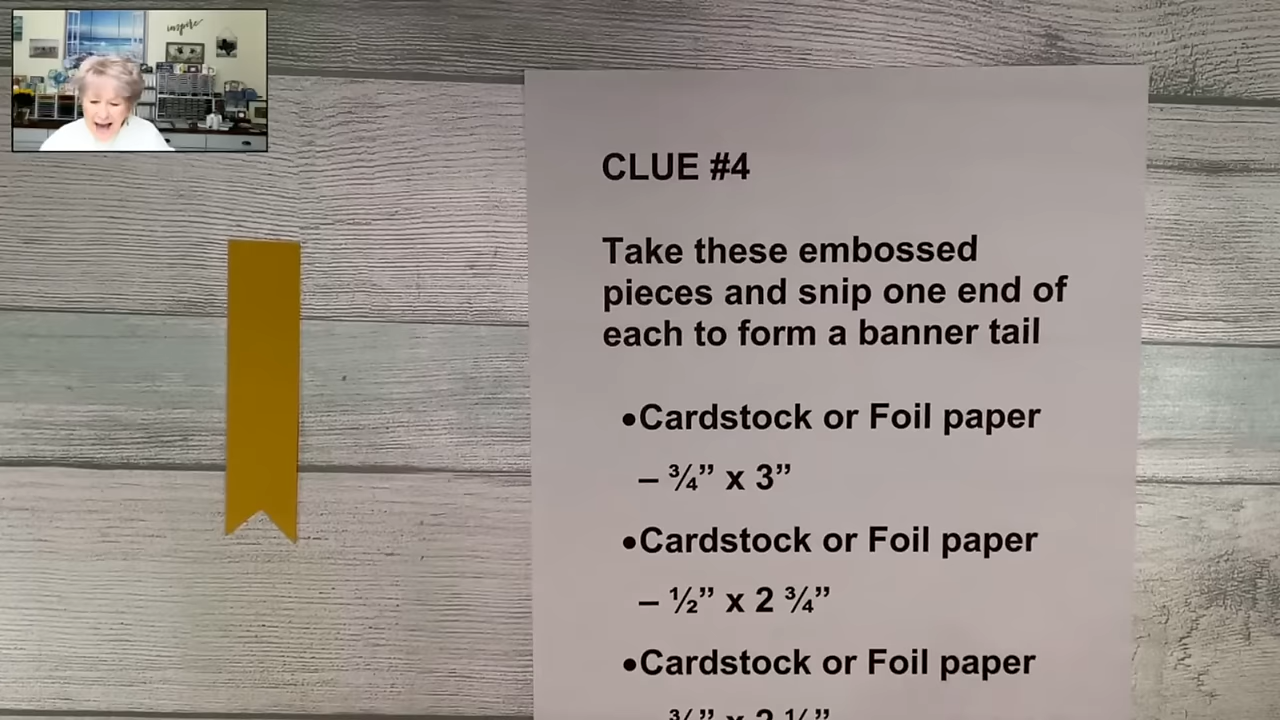 inspire
CLUE #4
Take these embossed
pieces and snip one end of
each to form a banner tail
•Cardstock or Foil paper
– ¾” x 3”
•Cardstock or Foil paper
– ½” x 2 ¾”
•Cardstock or Foil paper